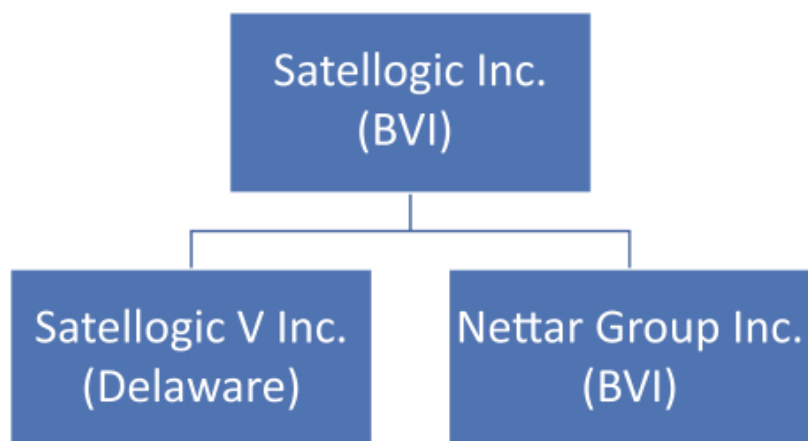 Satellogic Inc.
(BVI)
Satellogic V Inc.
(Delaware)
Nettar Group Inc.
(BVI)